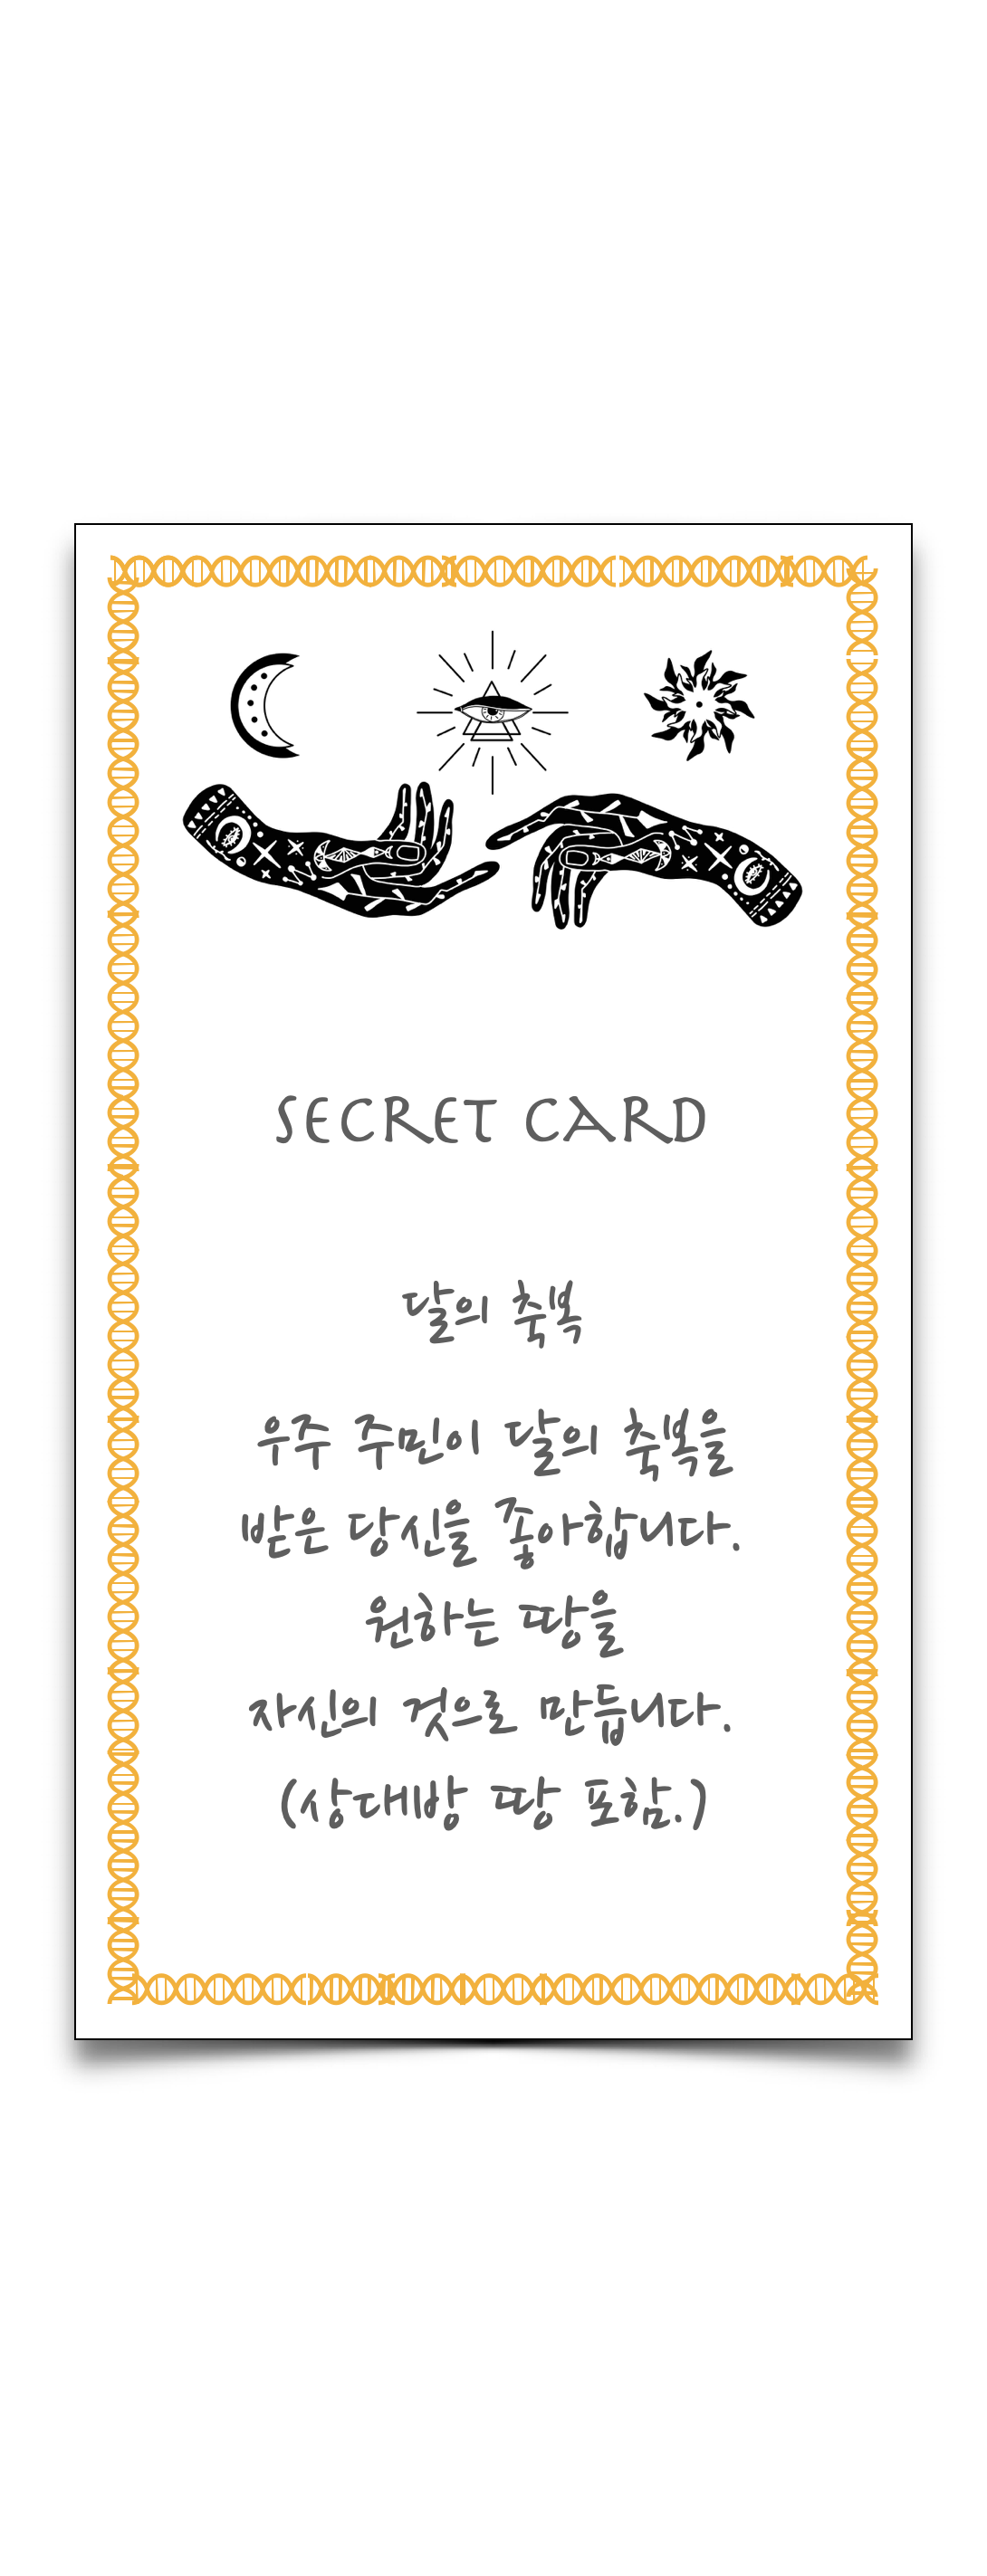 SECRET CARD
달의 축복
우주 주민이 달의 축복을
받은 당신을 좋아합니다.
원하는 땅을
자신의 것으로 만듭니다.
(상대방 땅 포함.)